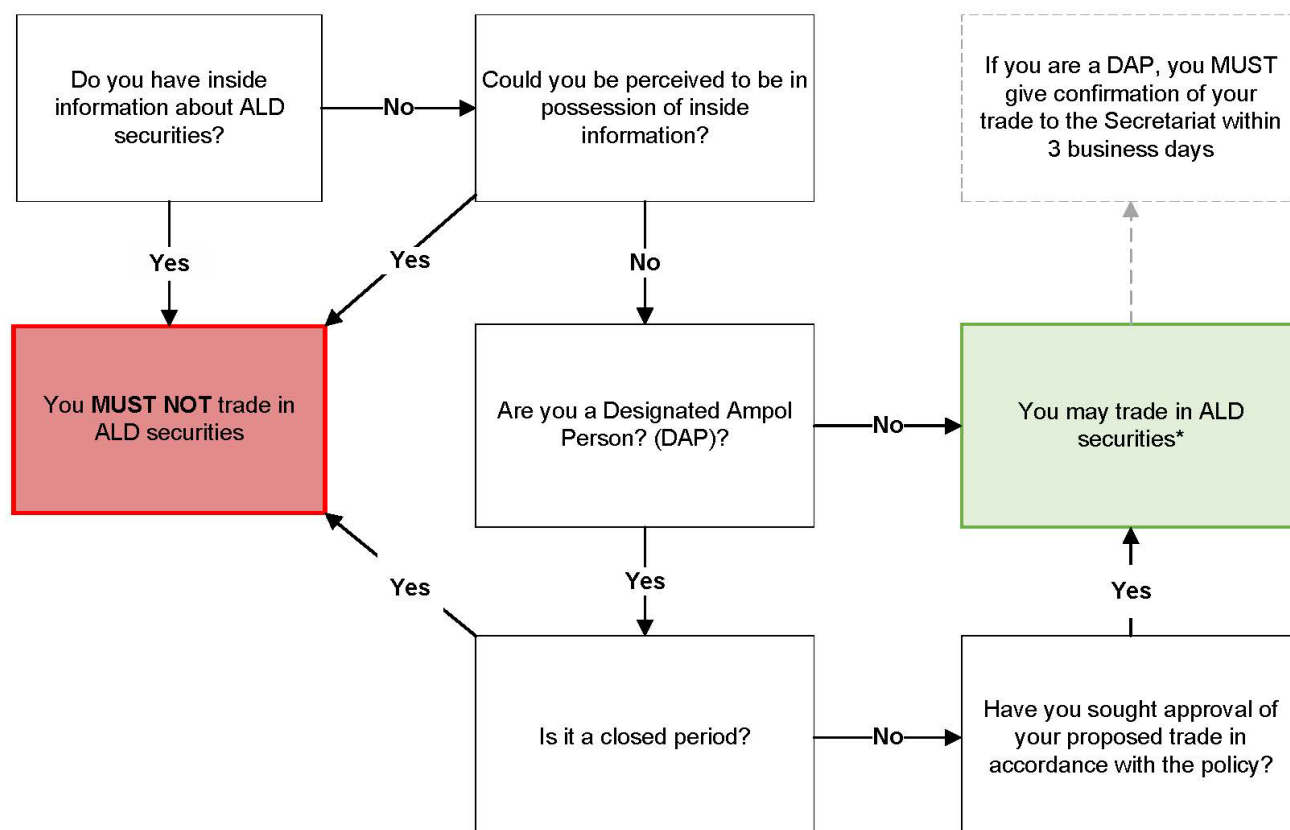 Do you have inside
information about ALD
securities?
No
Could you be perceived to be in
possession of inside
information?
If you are a DAP, you MUST
give confirmation of your
trade to the Secretariat within
3 business days
Yes
Yes
No
You MUST NOT trade in
ALD securities
Are you a Designated Ampol
Person? (DAP)?
No
You may trade in ALD
securities*
Yes
Yes
Yes
Is it a closed period?
No
Have you sought approval of
your proposed trade in
accordance with the policy?